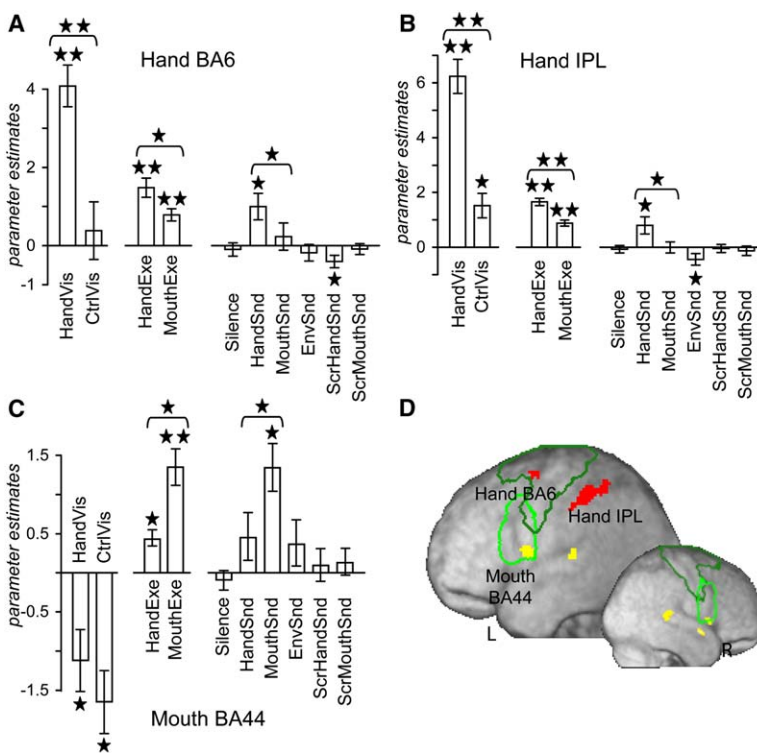 A
Hand BA6
parameter estimates
4
2
0
-1
HandVis
CtrlVis
HandExe
MouthExe
Silence
HandSnd
MouthSnd
EnvSnd
ScrHandSnd
ScrMouthSnd
B
Hand IPL
parameter estimates
6
4
2
0
HandVis
CtrlVis
HandExe
MouthExe
Silence
HandSnd
MouthSnd
EnvSnd
ScrHandSnd
ScrMouthSnd
C
parameter estimates
1.5
0.5
-0.5
-1.5
HandVis
CtrlVis
HandExe
MouthExe
Silence
HandSnd
MouthSnd
EnvSnd
ScrHandSnd
ScrMouthSnd
Mouth BA44
D
Hand BA6
Hand IPL
Mouth
BA44
L
R